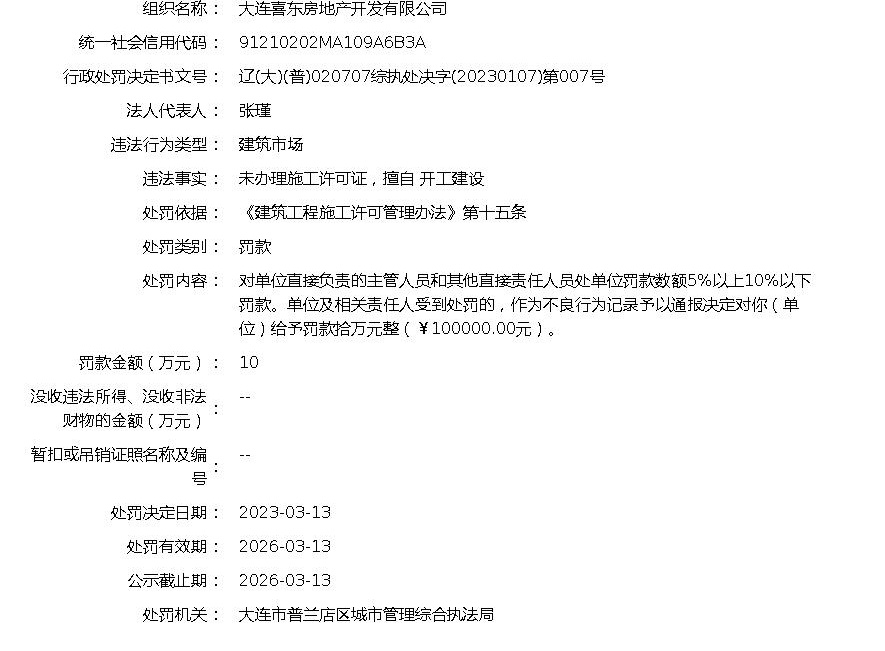 组织名称： 大连喜东房地产开发有限公司
统一社会信用代码： 91210202MA109A6B3A
行政处罚决定书文号： 辽(大)(普)020707综执处决字(20230107)第007号
法人代表人： 张瑾
违法行为类型： 建筑市场
违法事实： 未办理施工许可证，擅自 开工建设
处罚依据： 《建筑工程施工许可管理办法》第十五条
处罚类别： 罚款
处罚内容： 对单位直接负责的主管人员和其他直接责任人员处单位罚款数额5%以上10%以下
罚款。单位及相关责任人受到处罚的，作为不良行为记录予以通报决定对你（单
位）给予罚款拾万元整（¥100000.00元）。
罚款金额（万元）： 10
没收违法所得、没收非法
财物的金额（万元）： --
暂扣或吊销证照名称及编
号： --
处罚决定日期： 2023-03-13
处罚有效期： 2026-03-13
公示截止期： 2026-03-13
处罚机关： 大连市普兰店区城市管理综合执法局